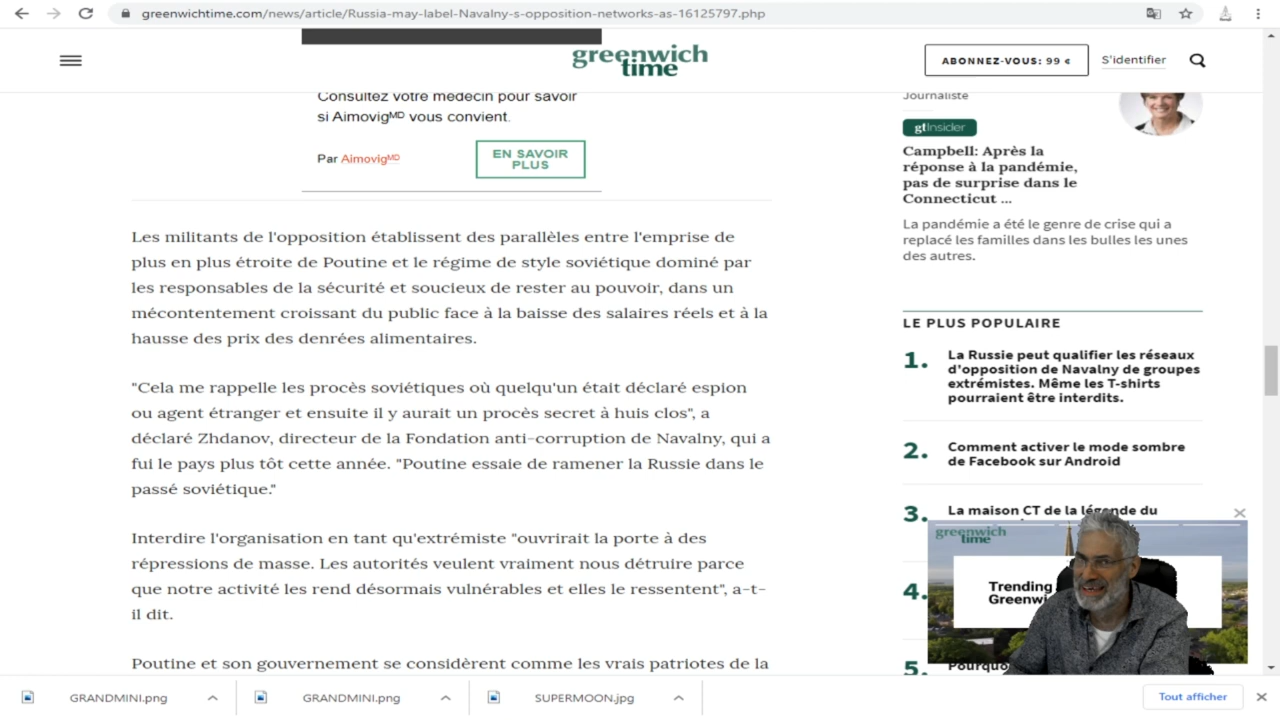 greenwichtime.com/news/article/Russia-may-label-Navalny-s-opposition-networks-as-16125797.php
greenwich
time
ABONNEZ-VOUS: 99 ¢
S'identifier
Consultez votre médecin pour savoir
si Aimovigᴹᴰ vous convient.
Par Aimovigᴹᴰ
EN SAVOIR
PLUS
Les militants de l'opposition établissent des parallèles entre l'emprise de
plus en plus étroite de Poutine et le régime de style soviétique dominé par
les responsables de la sécurité et soucieux de rester au pouvoir, dans un
mécontentement croissant du public face à la baisse des salaires réels et à la
hausse des prix des denrées alimentaires.
"Cela me rappelle les procès soviétiques où quelqu'un était déclaré espion
ou agent étranger et ensuite il y aurait un procès secret à huis clos", a
déclaré Zhdanov, directeur de la Fondation anti-corruption de Navalny, qui a
fui le pays plus tôt cette année. "Poutine essaie de ramener la Russie dans le
passé soviétique."
Interdire l'organisation en tant qu'extrémiste "ouvrirait la porte à des
répressions de masse. Les autorités veulent vraiment nous détruire parce
que notre activité les rend désormais vulnérables et elles le ressentent", a-t-
il dit.
Poutine et son gouvernement se considèrent comme les vrais patriotes de la
Journaliste
gtInsider
Campbell: Après la
réponse à la pandémie,
pas de surprise dans le
Connecticut ...
La pandémie a été le genre de crise qui a
replacé les familles dans les bulles les unes
des autres.
LE PLUS POPULAIRE
1. La Russie peut qualifier les réseaux
d'opposition de Navalny de groupes
extrémistes. Même les T-shirts
pourraient être interdits.
2. Comment activer le mode sombre
de Facebook sur Android
3. La maison CT de la légende du
greenwich
time
Trending
4.
5.
GRANDMINI.png
GRANDMINI.png
SUPERMOON.jpg
Tout afficher